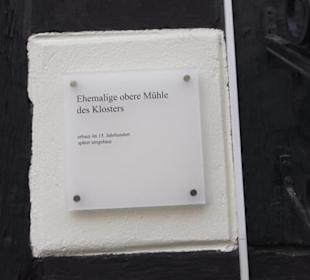 Ehemalige obere Mühle
des Klosters
erbaut im 15. Jahrhundert
später umgebaut